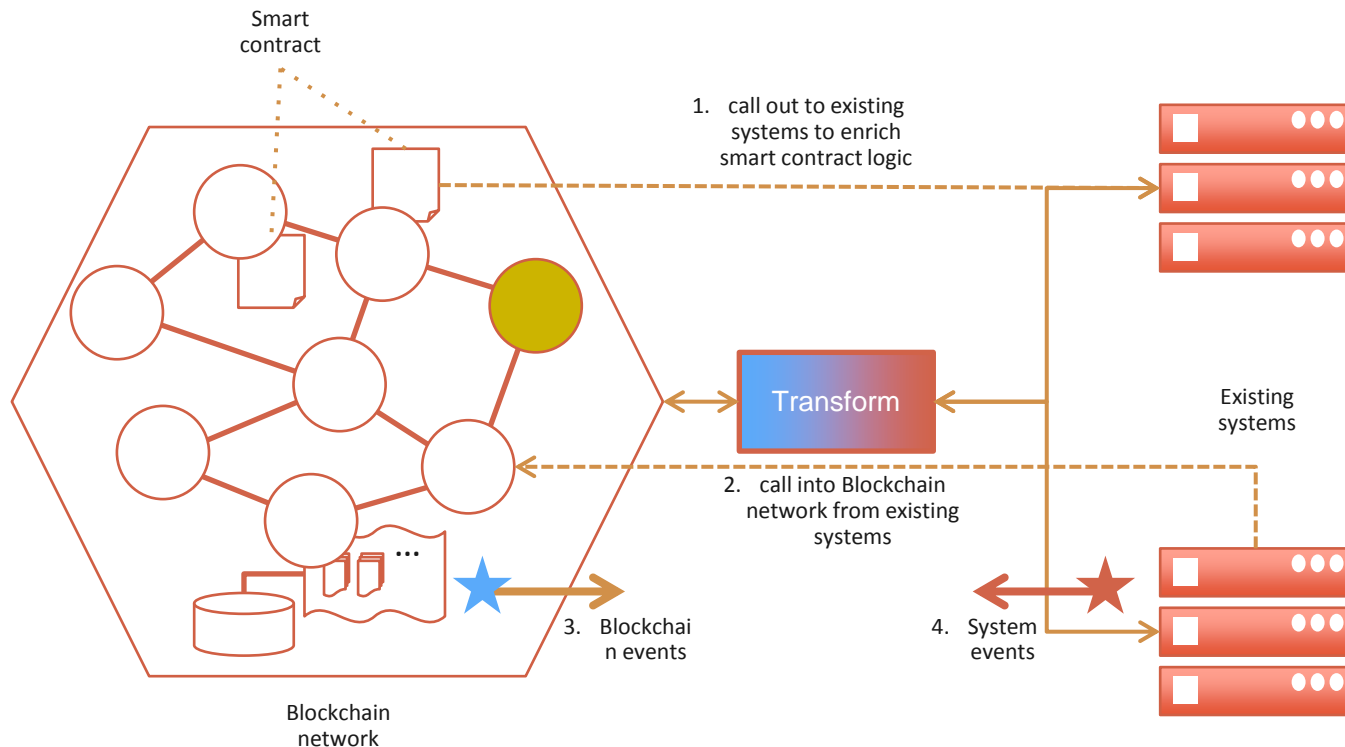 Smart
contract
1. call out to existing
systems to enrich
smart contract logic
Transform
Existing
systems
2. call into Blockchain
network from existing
systems
...
3. Blockchai
n events
4. System
events
Blockchain
network